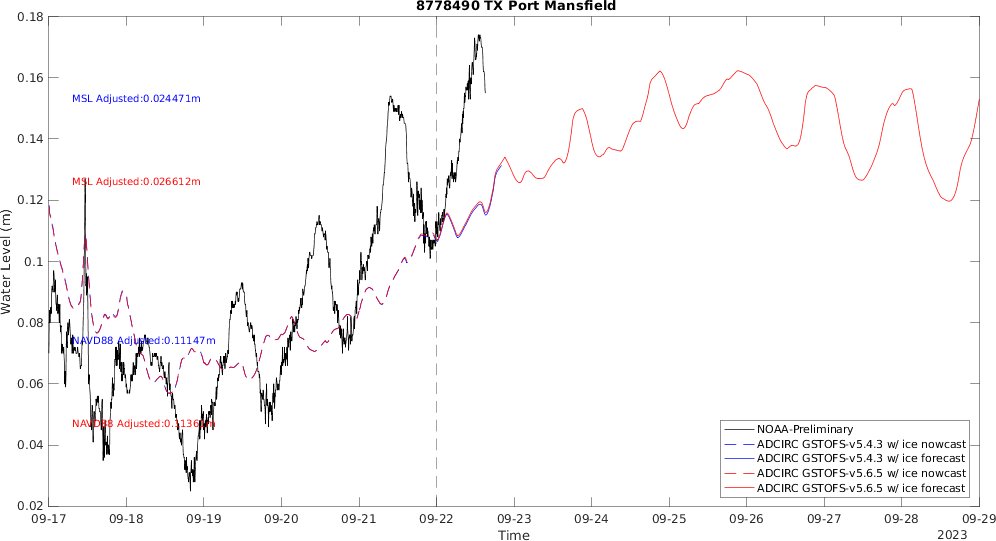 8778490 TX Port Mansfield
0.18
0.16
0.14
0.12
0.1
0.08
0.06
0.04
0.02
Water Level (m)
MSL Adjusted:0.024471m
MSL Adjusted:0.026612m
NAVD88 Adjusted:0.11147m
NAVD88 Adjusted:
NOAA-Preliminary
ADCIRC GSTOFS-v5.4.3 w/ ice nowcast
ADCIRC GSTOFS-v5.4.3 w/ ice forecast
ADCIRC GSTOFS-v5.6.5 w/ ice nowcast
ADCIRC GSTOFS-v5.6.5 w/ ice forecast
09-17 09-18 09-19 09-20 09-21 09-22 09-23 09-24 09-25 09-26 09-27 09-28 09-29
Time
2023